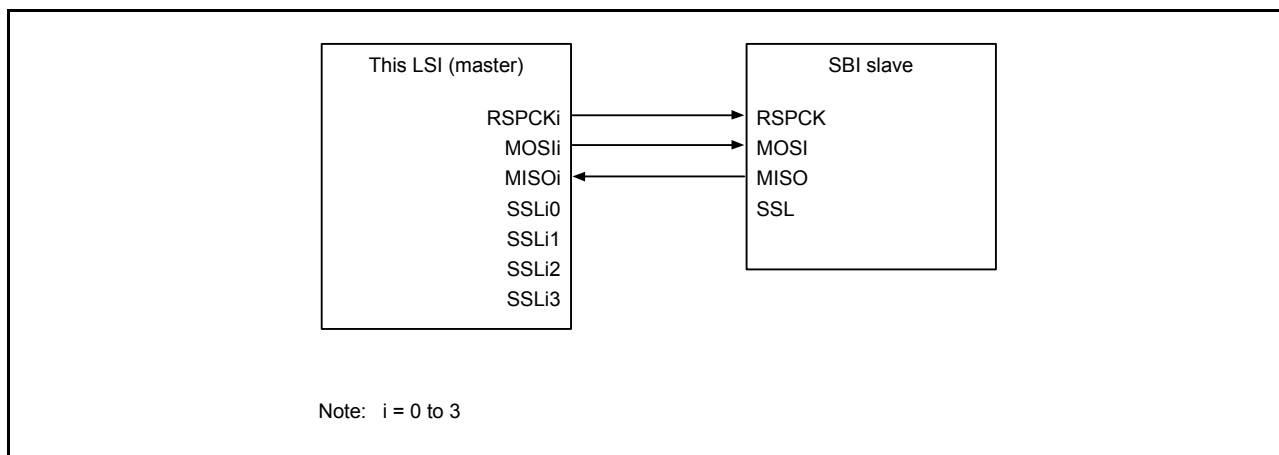 This LSI (master)
RSPCKi
MOSIi
MISOi
SSLi0
SSLi1
SSLi2
SSLi3
SBI slave
RSPCK
MOSI
MISO
SSL
Note: i = 0 to 3